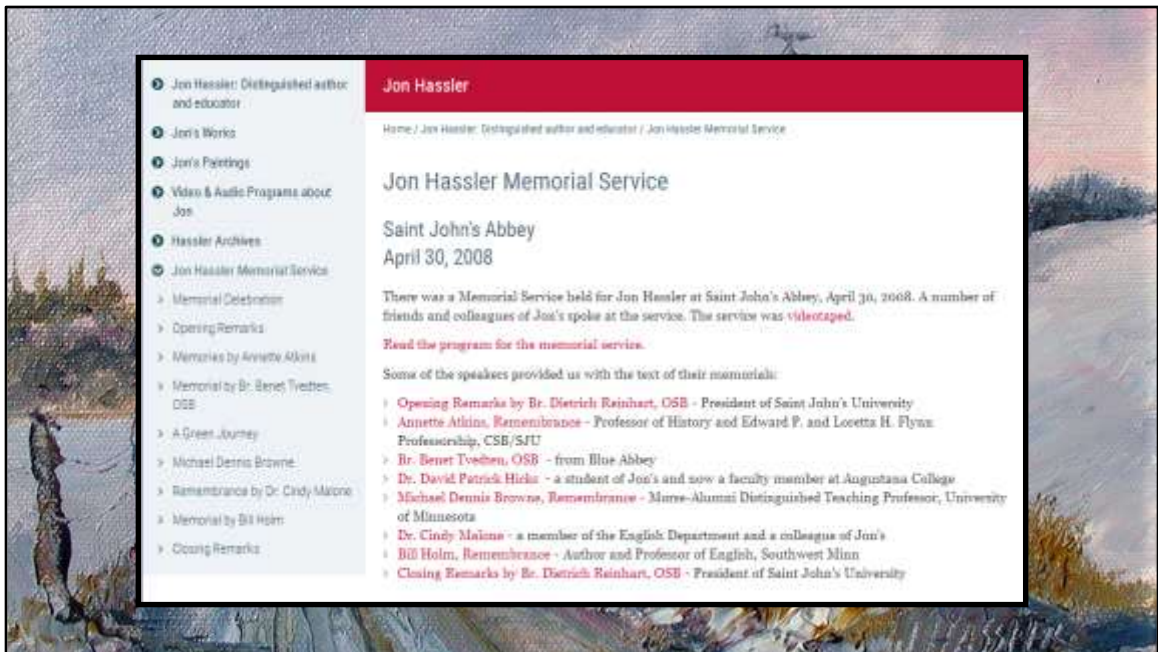 Jon Hassler: Distinguished author
and educator
Jon's Works
Jon's Paintings
Video & Audio Programs about
Jon
Hassler Archives
Jon Hassler Memorial Service
Memorial Celebration
Opening Remarks
Memories by Annette Atkins
Memorial by Br. Benet Tvedten,
OSB
A Green Journey
Michael Dennis Browne
Remembrance by Dr. Cindy Malone
Memorial by Bill Holm
Closing Remarks
Jon Hassler
Home / Jon Hassler: Distinguished author and educator / Jon Hassler Memorial Service
Jon Hassler Memorial Service
Saint John's Abbey
April 30, 2008
There was a Memorial Service held for Jon Hassler at Saint John's Abbey, April 30, 2008. A number of
friends and colleagues of Jon's spoke at the service. The service was videotaped.
Read the program for the memorial service.
Some of the speakers provided us with the text of their memorials:
Opening Remarks by Br. Dietrich Reinhart, OSB - President of Saint John's University
Annette Atkins, Remembrance - Professor of History and Edward P. and Loretta H. Flynn
Professorship, CSB/SJU
Br. Benet Tvedten, OSB - from Blue Abbey
Dr. David Patrick Hicks - a student of Jon's and now a faculty member at Augustana College
Michael Dennis Browne, Remembrance - Morse-Alumni Distinguished Teaching Professor, University
of Minnesota
Dr. Cindy Malone - a member of the English Department and a colleague of Jon's
Bill Holm, Remembrance - Author and Professor of English, Southwest Minn
Closing Remarks by Br. Dietrich Reinhart, OSB - President of Saint John's University
J HASSLER